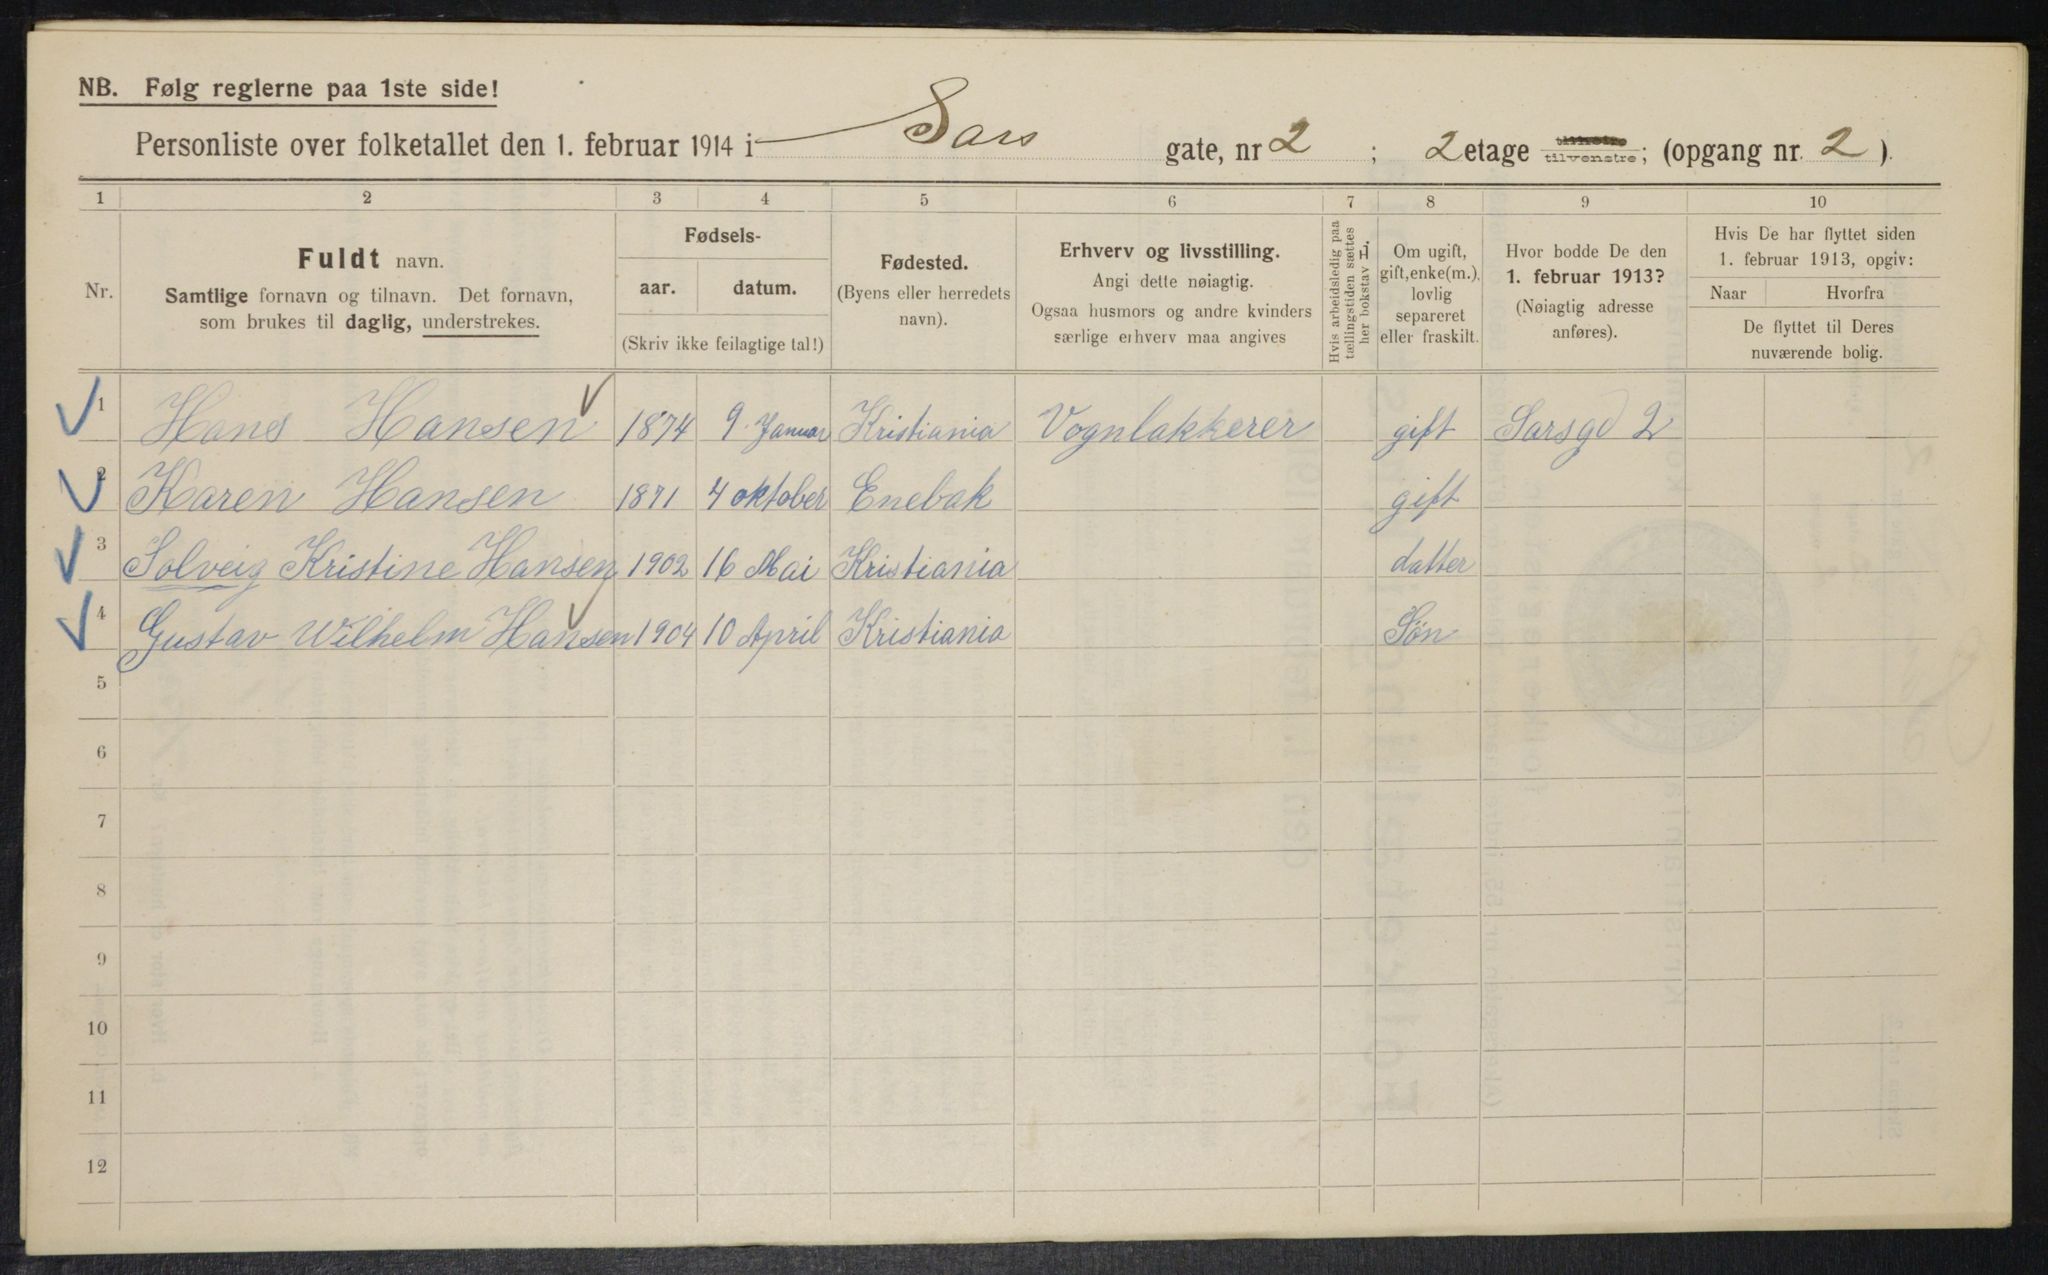 NB. Følg reglerne paa 1ste side!
Personliste over folketallet den 1. februar 1914 i Sars gate, nr 2 ; 2 etage tilhøire tilvenstre; (opgang nr. 2 ).
1 2 3 4 5 6 7 8 9 10
Nr.
Fuldt navn.
Samtlige fornavn og tilnavn. Det fornavn,
som brukes til daglig, understrekes.
Fødsels-
aar. datum.
(Skriv ikke feilagtige tal!)
Fødested.
(Byens eller herredets
navn).
Erhverv og livsstilling.
Angi dette nøiagtig.
Ogsaa husmors og andre kvinders
særlige erhverv maa angives
Hvis arbeidsledig paa
tællingstiden sættes
her bokstav
Om ugift,
gift, enke(m.).
lovlig
separeret
eller fraskilt.
Hvor bodde De den
1. februar 1913?
(Nøiagtig adresse
anføres).
Hvis De har flyttet siden
1. februar 1913, opgiv:
Naar Hvorfra
De flyttet til Deres
nuværende bolig.
1 Hans Hansen 1874 9. Januar Kristiania Vognlakkerer gift Sarsgd 2
2 Karen Hansen 1871 4 oktober Enebak gift
3 Solveig Kristine Hansen 1902 16 Mai Kristiania datter
4 Gustav Wilhelm Hansen 1904 10 April Kristiania Søn
5
6
7
8
9
10
11
12